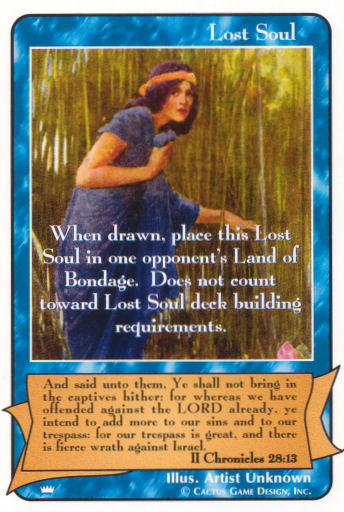 Lost Soul
When drawn, place this Lost
Soul in one opponent's Land of
Bondage. Does not count
toward Lost Soul deck building
requirements.
And said unto them, Ye shall not bring in
the captives hither: for whereas we have
offended against the LORD already, ye
intend to add more to our sins and to our
trespass: for our trespass is great, and there
is fierce wrath against Israel.
II Chronicles 28:13
Illus. Artist Unknown
© Cactus Game Design, Inc.